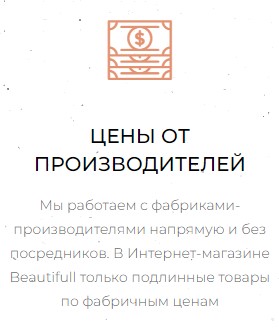 ЦЕНЫ ОТ
ПРОИЗВОДИТЕЛЕЙ
Мы работаем с фабриками-
производителями напрямую и без
посредников. В Интернет-магазине
Beautifull только подлинные товары
по фабричным ценам